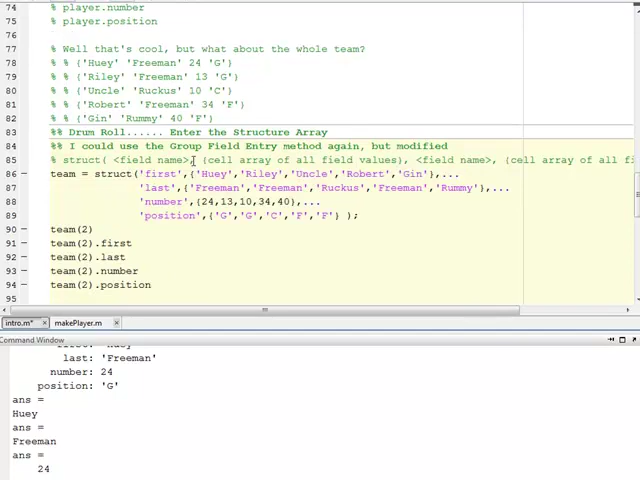 74 % player.number
75 % player.position
76
77 % Well that's cool, but what about the whole team?
78 % % {'Huey' 'Freeman' 24 'G'}
79 % % {'Riley' 'Freeman' 13 'G'}
80 % % {'Uncle' 'Ruckus' 10 'C'}
81 % % {'Robert' 'Freeman' 34 'F'}
82 % % {'Gin' 'Rummy' 40 'F'}
83 %% Drum Roll...... Enter the Structure Array
84 %% I could use the Group Field Entry method again, but modified
85 % struct( <field name>, {cell array of all field values}, <field name>, {cell array of all fi
86 – team = struct('first',{'Huey','Riley','Uncle','Robert','Gin'},...
87 'last',{'Freeman','Freeman','Ruckus','Freeman','Rummy'},...
88 'number',{24,13,10,34,40},...
89 'position',{'G','G','C','F','F'} );
90 – team(2)
91 – team(2).first
92 – team(2).last
93 – team(2).number
94 – team(2).position
95
intro.m* × makePlayer.m ×
Command Window
last: 'Freeman'
number: 24
position: 'G'
ans =
Huey
ans =
Freeman
ans =
24